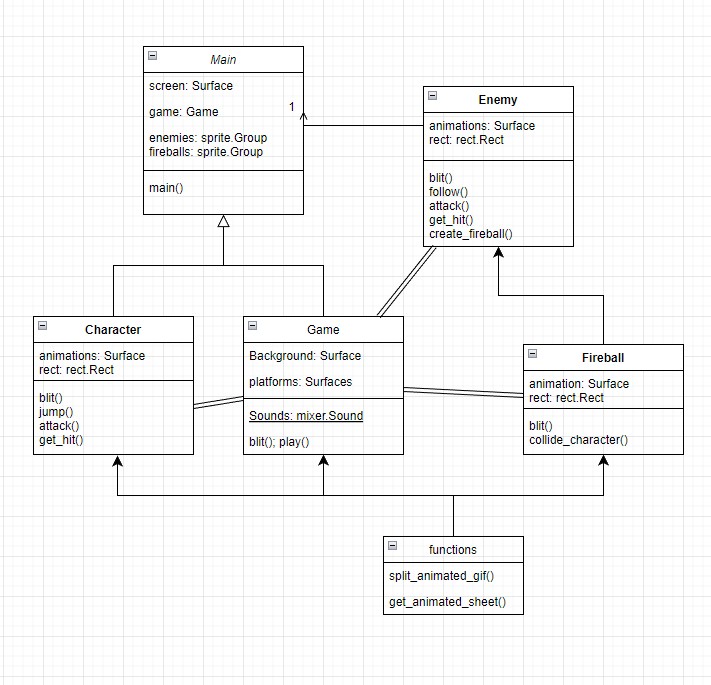 Main
screen: Surface
game: Game
enemies: sprite.Group
fireballs: sprite.Group
main()
1
Enemy
animations: Surface
rect: rect.Rect
blit()
follow()
attack()
get_hit()
create_fireball()
Character
animations: Surface
rect: rect.Rect
blit()
jump()
attack()
get_hit()
Game
Background: Surface
platforms: Surfaces
Sounds: mixer.Sound
blit(); play()
Fireball
animation: Surface
rect: rect.Rect
blit()
collide_character()
functions
split_animated_gif()
get_animated_sheet()